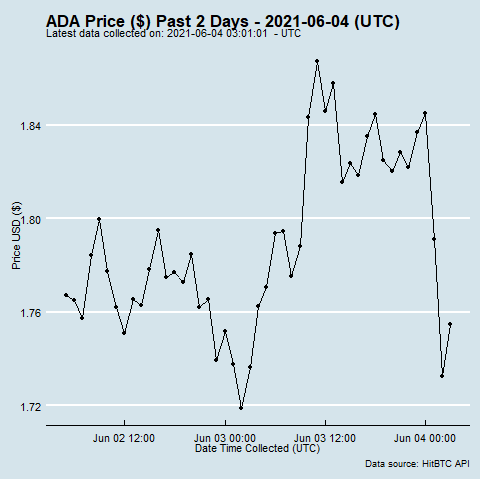 ADA Price ($) Past 2 Days - 2021-06-04 (UTC)
Latest data collected on: 2021-06-04 03:01:01 - UTC
1.84
1.80
1.76
1.72
Price USD ($)
Jun 02 12:00 Jun 03 00:00 Jun 03 12:00 Jun 04 00:00
Date Time Collected (UTC)
Data source: HitBTC API